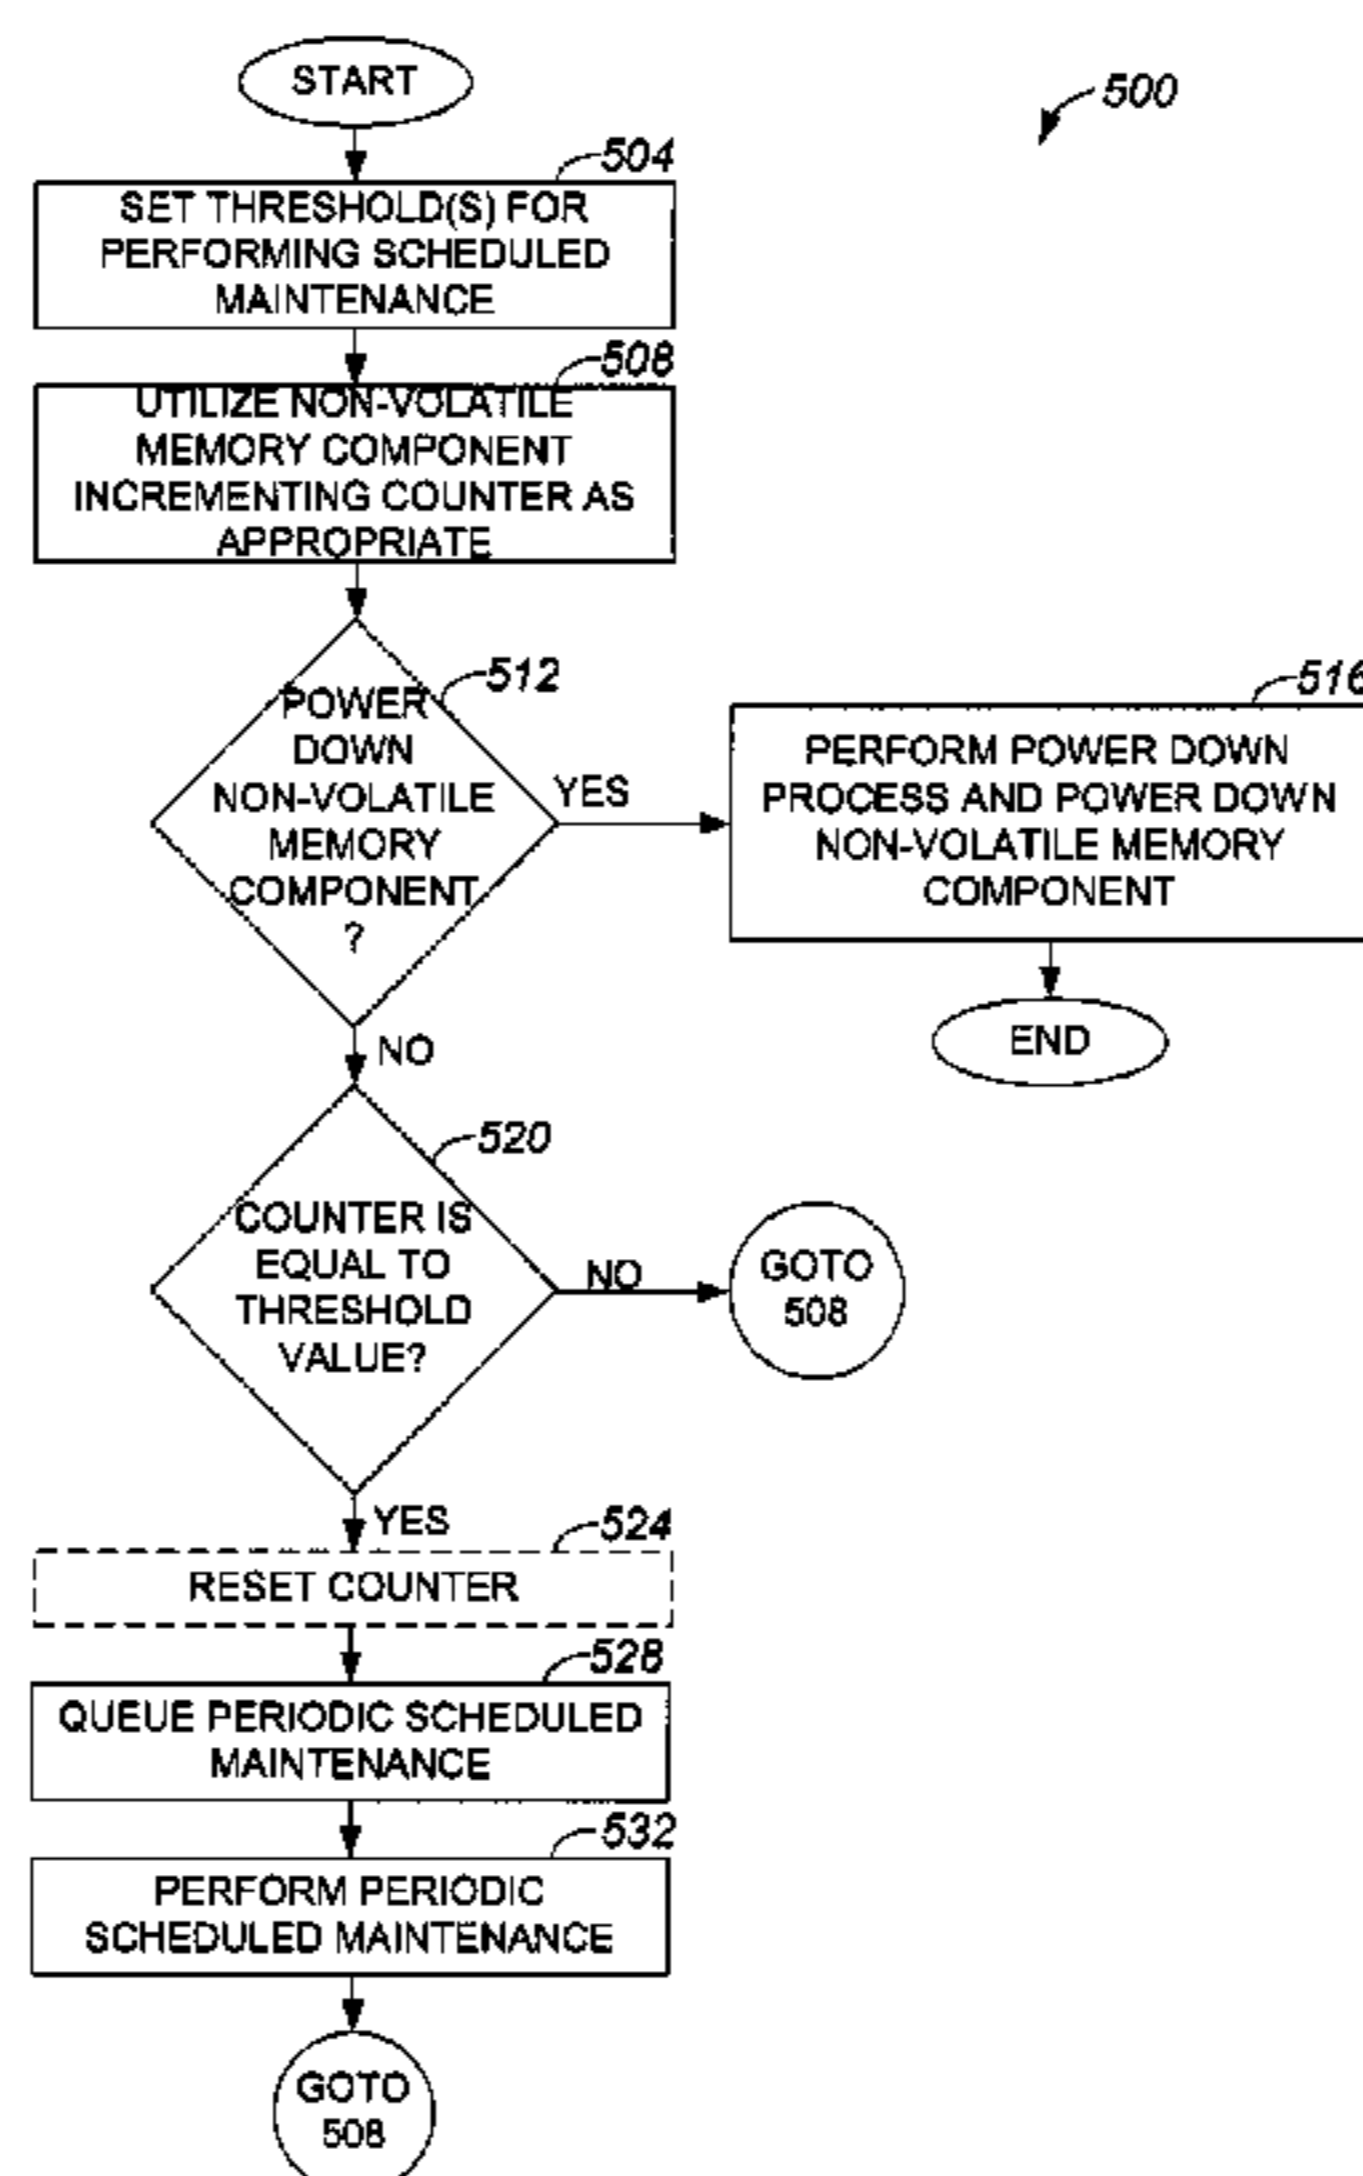 START
500
504
SET THRESHOLD(S) FOR
PERFORMING SCHEDULED
MAINTENANCE
508
UTILIZE NON-VOLATILE
MEMORY COMPONENT
INCREMENTING COUNTER AS
APPROPRIATE
512
POWER
DOWN
NON-VOLATILE
MEMORY
COMPONENT
?
YES
516
PERFORM POWER DOWN
PROCESS AND POWER DOWN
NON-VOLATILE MEMORY
COMPONENT
END
NO
520
COUNTER IS
EQUAL TO
THRESHOLD
VALUE?
NO
GOTO
508
YES
524
RESET COUNTER
528
QUEUE PERIODIC SCHEDULED
MAINTENANCE
532
PERFORM PERIODIC
SCHEDULED MAINTENANCE
GOTO
508